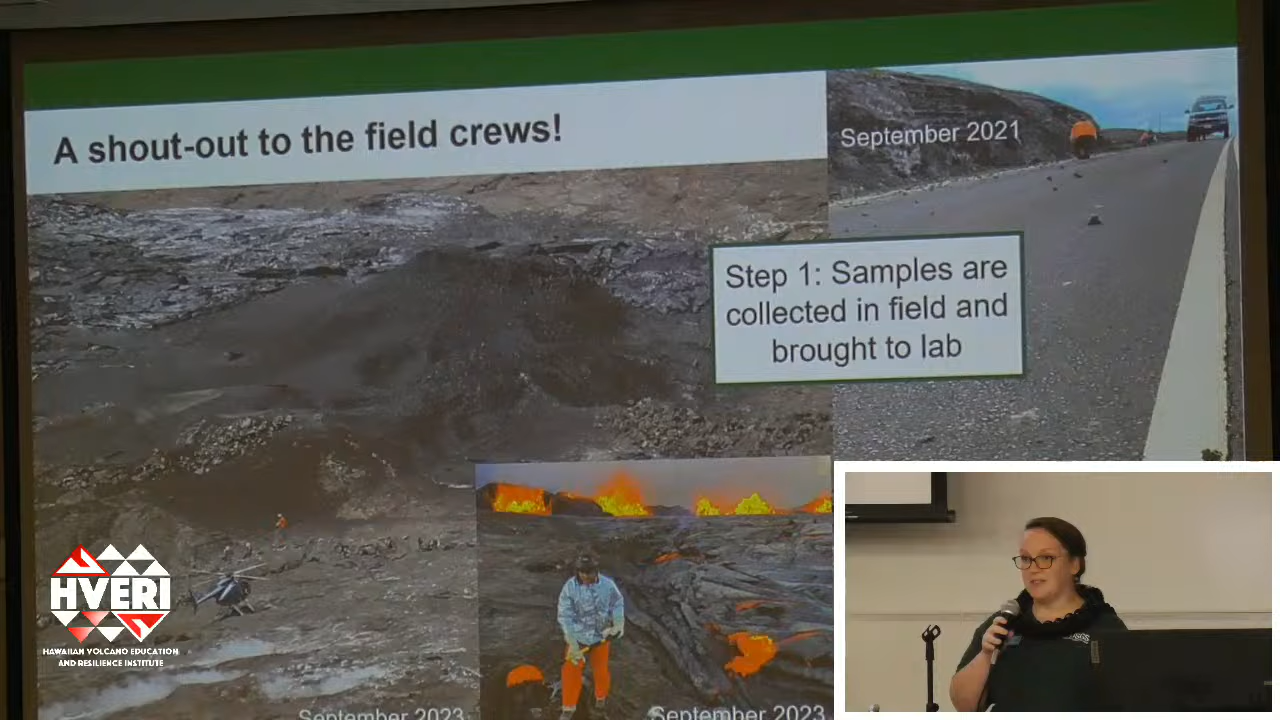 A shout-out to the field crews!
September 2021
Step 1: Samples are
collected in field and
brought to lab
HVERI
HAWAIIAN VOLCANO EDUCATION
AND RESILIENCE INSTITUTE
September 2023
September 2023
USGS